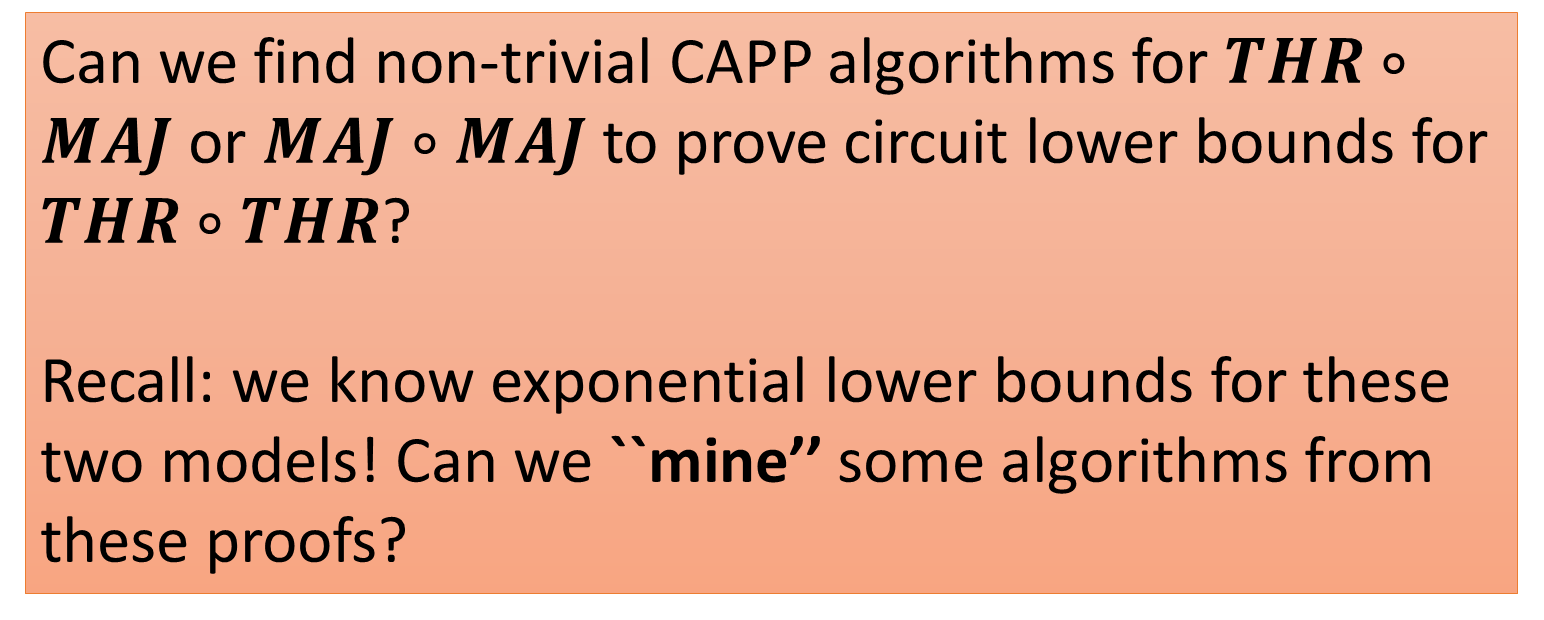 Can we find non-trivial CAPP algorithms for THR ∘
MAJ or MAJ ∘ MAJ to prove circuit lower bounds for
THR ∘ THR?
Recall: we know exponential lower bounds for these
two models! Can we ``mine’’ some algorithms from
these proofs?